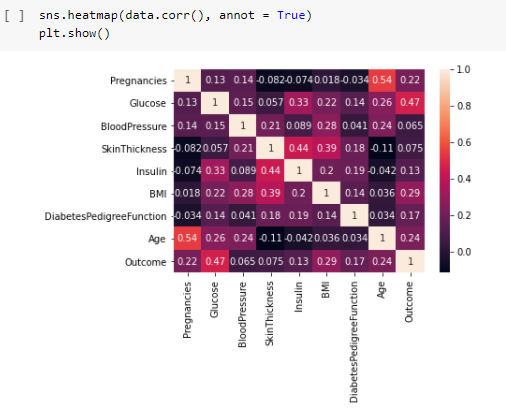 [ ] sns.heatmap(data.corr(), annot = True)
plt.show()
1.0
Pregnancies 1 0.13 0.14 -0.082 -0.074 0.018 -0.034 0.54 0.22
Glucose 0.13 1 0.15 0.057 0.33 0.22 0.14 0.26 0.47
0.8
BloodPressure 0.14 0.15 1 0.21 0.089 0.28 0.041 0.24 0.065
SkinThickness -0.082 0.057 0.21 1 0.44 0.39 0.18 -0.11 0.075
0.6
Insulin -0.074 0.33 0.089 0.44 1 0.2 0.19 -0.042 0.13
0.4
BMI 0.018 0.22 0.28 0.39 0.2 1 0.14 0.036 0.29
DiabetesPedigreeFunction -0.034 0.14 0.041 0.18 0.19 0.14 1 0.034 0.17
0.2
Age 0.54 0.26 0.24 -0.11 -0.042 0.036 0.034 1 0.24
0.0
Outcome 0.22 0.47 0.065 0.075 0.13 0.29 0.17 0.24 1
Pregnancies
Glucose
BloodPressure
SkinThickness
Insulin
BMI
DiabetesPedigreeFunction
Age
Outcome